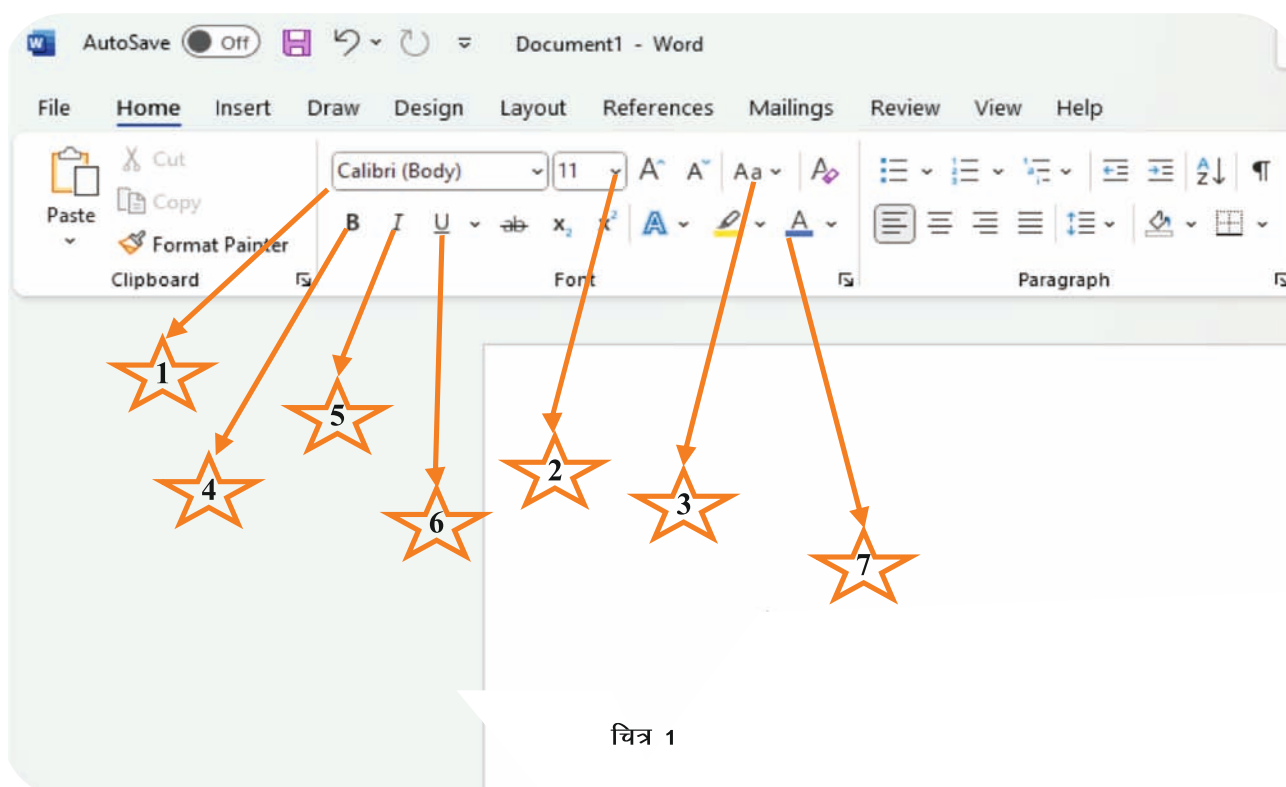 AutoSave Off Document1 - Word
File Home Insert Draw Design Layout References Mailings Review View Help
Cut Calibri (Body) 11 Aa
Copy
Paste B I U ab x₂ x² A A
Format Painter
Clipboard Font Paragraph
1
5
4
2
3
6
7
चित्र 1